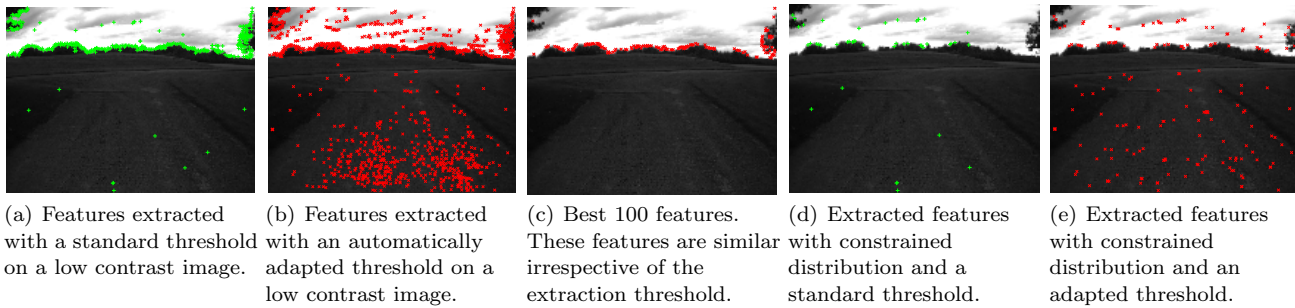 (a) Features extracted
with a standard threshold
on a low contrast image.
(b) Features extracted
with an automatically
adapted threshold on a
low contrast image.
(c) Best 100 features.
These features are similar
irrespective of the
extraction threshold.
(d) Extracted features
with constrained
distribution and a
standard threshold.
(e) Extracted features
with constrained
distribution and an
adapted threshold.